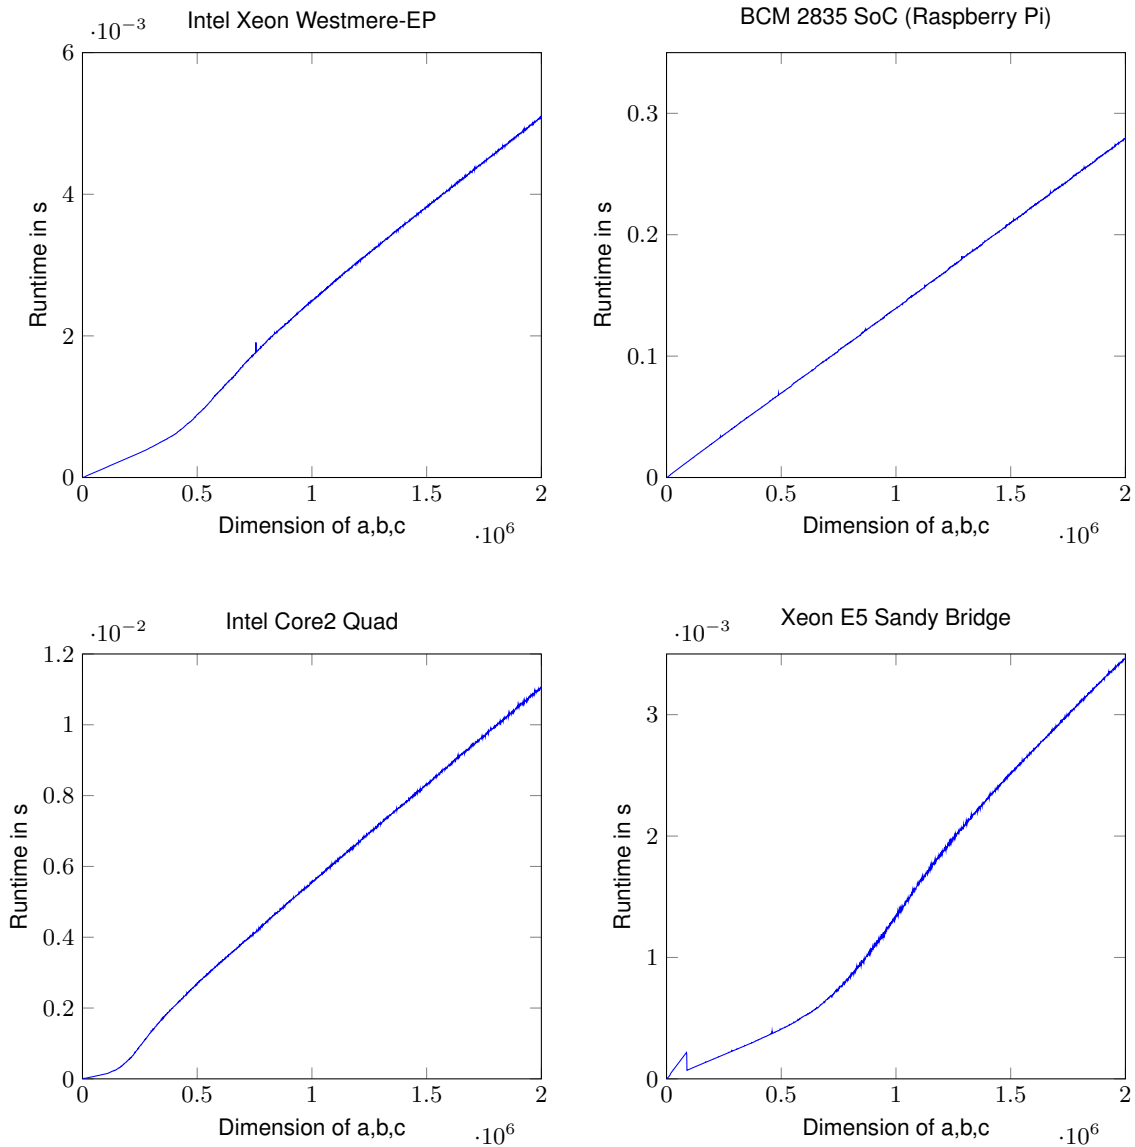 Intel Xeon Westmere-EP
·10⁻³
6
4
2
0
0 0.5 1 1.5 2
Runtime in s
Dimension of a,b,c
·10⁶
BCM 2835 SoC (Raspberry Pi)
0.3
0.2
0.1
0
0 0.5 1 1.5 2
Runtime in s
Dimension of a,b,c
·10⁶
Intel Core2 Quad
·10⁻²
1.2
1
0.8
0.6
0.4
0.2
0
0 0.5 1 1.5 2
Runtime in s
Dimension of a,b,c
·10⁶
Xeon E5 Sandy Bridge
·10⁻³
3
2
1
0
0 0.5 1 1.5 2
Runtime in s
Dimension of a,b,c
·10⁶